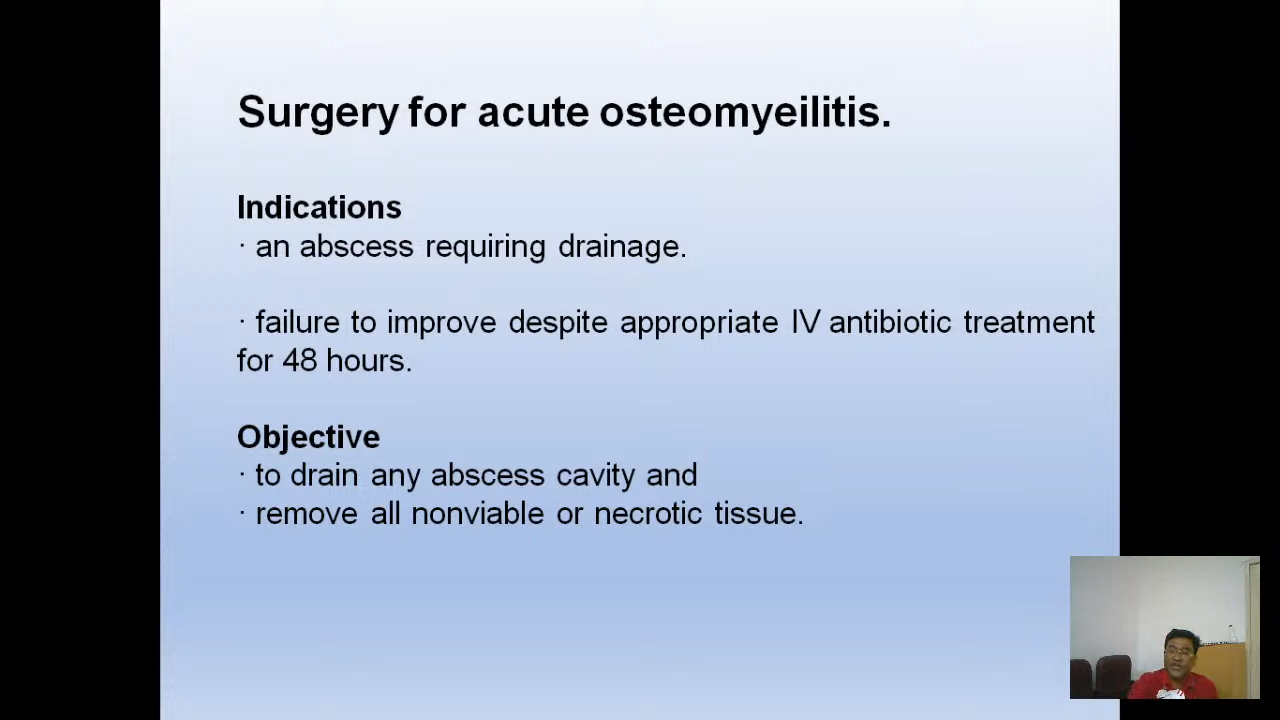 Surgery for acute osteomyeilitis.
Indications
· an abscess requiring drainage.
· failure to improve despite appropriate IV antibiotic treatment
for 48 hours.
Objective
· to drain any abscess cavity and
· remove all nonviable or necrotic tissue.